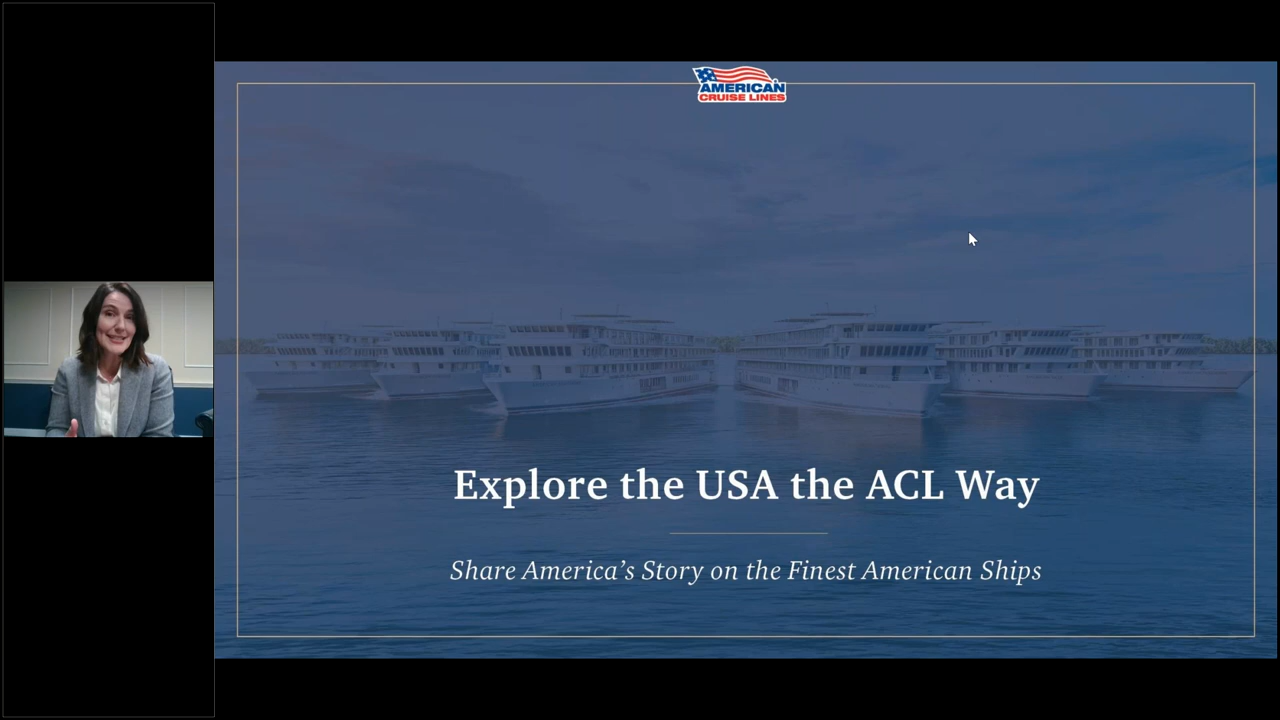 AMERICAN
CRUISE LINES
Explore the USA the ACL Way
Share America’s Story on the Finest American Ships